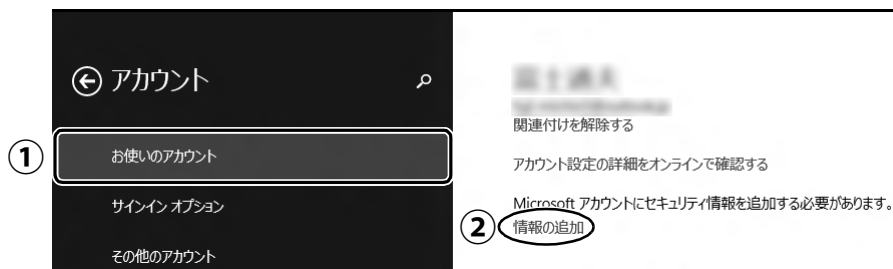 アカウント
① お使いのアカウント
サインイン オプション
その他のアカウント
関連付けを解除する
アカウント設定の詳細をオンラインで確認する
Microsoft アカウントにセキュリティ情報を追加する必要があります。
② 情報の追加